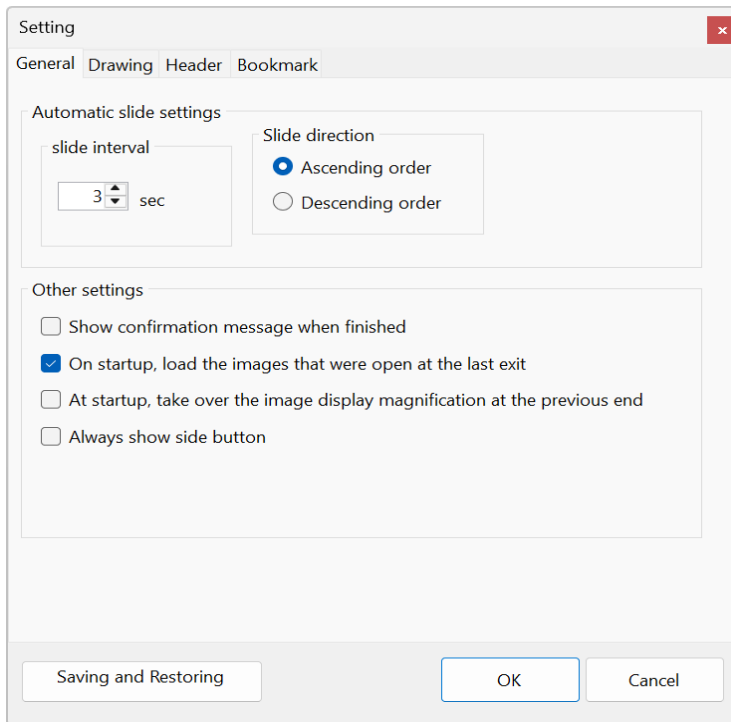 Setting
General Drawing Header Bookmark
Automatic slide settings
slide interval
Slide direction
3 sec
Ascending order
Descending order
Other settings
Show confirmation message when finished
On startup, load the images that were open at the last exit
At startup, take over the image display magnification at the previous end
Always show side button
Saving and Restoring
OK
Cancel